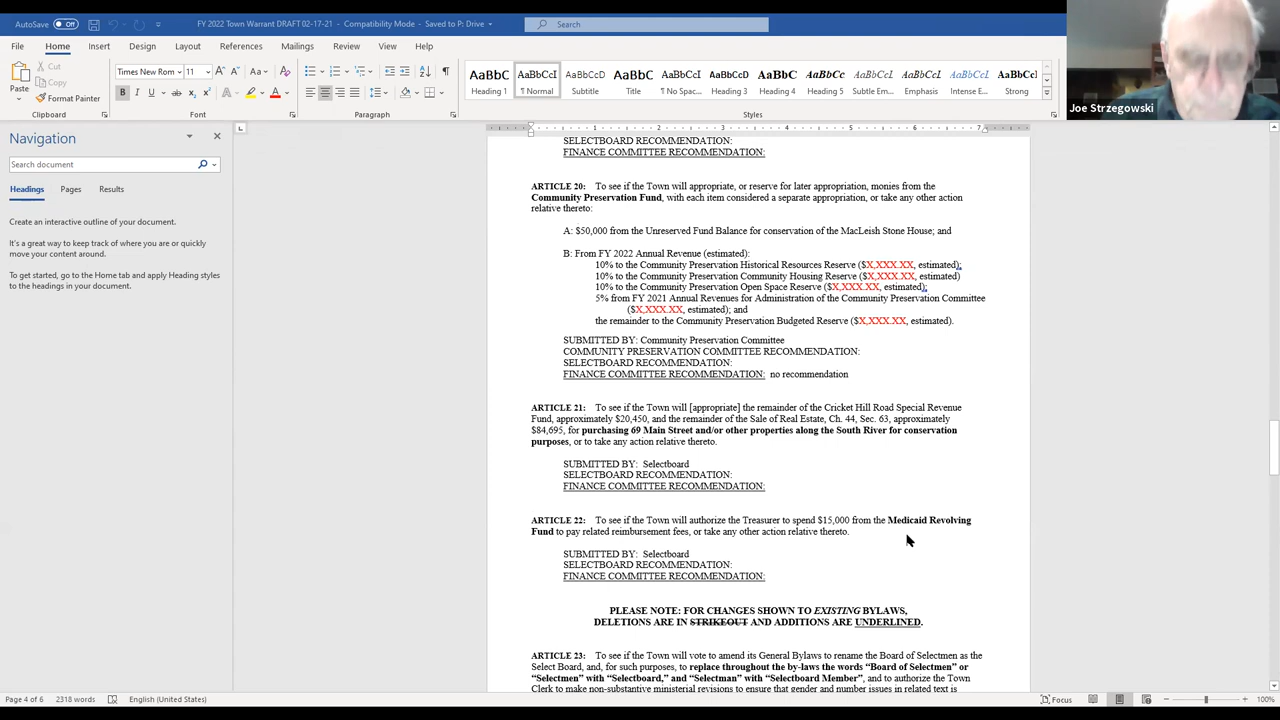 AutoSave Off FY 2022 Town Warrant DRAFT 02-17-21 - Compatibility Mode - Saved to P: Drive Search
File Home Insert Design Layout References Mailings Review View Help
Paste Cut Copy Format Painter
Times New Rom 11
AaBbC AaBbCcI AaBbCcD AaBbCc AaBbCcI AaBbCcI AaBbC AaBbCc AaBbCcI AaBbCcI AaBbCcI AaBbCc
Heading 1 ¶ Normal Subtitle Title ¶ No Spac... Heading 3 Heading 4 Heading 5 Subtle Em... Emphasis Intense E... Strong
Clipboard Font Paragraph Styles
Joe Strzegowski
Navigation
Search document
Headings Pages Results
Create an interactive outline of your document.
It's a great way to keep track of where you are or quickly
move your content around.
To get started, go to the Home tab and apply Heading styles
to the headings in your document.
1 2 3 4 5 6 7
SELECTBOARD RECOMMENDATION:
FINANCE COMMITTEE RECOMMENDATION:
ARTICLE 20: To see if the Town will appropriate, or reserve for later appropriation, monies from the
Community Preservation Fund, with each item considered a separate appropriation, or take any other action
relative thereto:
A: $50,000 from the Unreserved Fund Balance for conservation of the MacLeish Stone House; and
B: From FY 2022 Annual Revenue (estimated):
10% to the Community Preservation Historical Resources Reserve ($X,XXX.XX, estimated);
10% to the Community Preservation Community Housing Reserve ($X,XXX.XX, estimated)
10% to the Community Preservation Open Space Reserve ($X,XXX.XX, estimated);
5% from FY 2021 Annual Revenues for Administration of the Community Preservation Committee
($X,XXX.XX, estimated); and
the remainder to the Community Preservation Budgeted Reserve ($X,XXX.XX, estimated).
SUBMITTED BY: Community Preservation Committee
COMMUNITY PRESERVATION COMMITTEE RECOMMENDATION:
SELECTBOARD RECOMMENDATION:
FINANCE COMMITTEE RECOMMENDATION: no recommendation
ARTICLE 21: To see if the Town will [appropriate] the remainder of the Cricket Hill Road Special Revenue
Fund, approximately $20,450, and the remainder of the Sale of Real Estate, Ch. 44, Sec. 63, approximately
$84,695, for purchasing 69 Main Street and/or other properties along the South River for conservation
purposes, or to take any action relative thereto.
SUBMITTED BY: Selectboard
SELECTBOARD RECOMMENDATION:
FINANCE COMMITTEE RECOMMENDATION:
ARTICLE 22: To see if the Town will authorize the Treasurer to spend $15,000 from the Medicaid Revolving
Fund to pay related reimbursement fees, or take any other action relative thereto.
SUBMITTED BY: Selectboard
SELECTBOARD RECOMMENDATION:
FINANCE COMMITTEE RECOMMENDATION:
PLEASE NOTE: FOR CHANGES SHOWN TO EXISTING BYLAWS,
DELETIONS ARE IN STRIKEOUT AND ADDITIONS ARE UNDERLINED.
ARTICLE 23: To see if the Town will vote to amend its General Bylaws to rename the Board of Selectmen as the
Select Board, and, for such purposes, to replace throughout the by-laws the words “Board of Selectmen” or
“Selectmen” with “Selectboard,” and “Selectman” with “Selectboard Member”, and to authorize the Town
Clerk to make non-substantive ministerial revisions to ensure that gender and number issues in related text is
Page 4 of 6 2318 words English (United States) Focus 100%